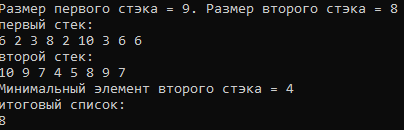 Размер первого стэка = 9. Размер второго стэка = 8
первый стек:
6 2 3 8 2 10 3 6 6
второй стек:
10 9 7 4 5 8 9 7
Минимальный элемент второго стэка = 4
итоговый список:
8